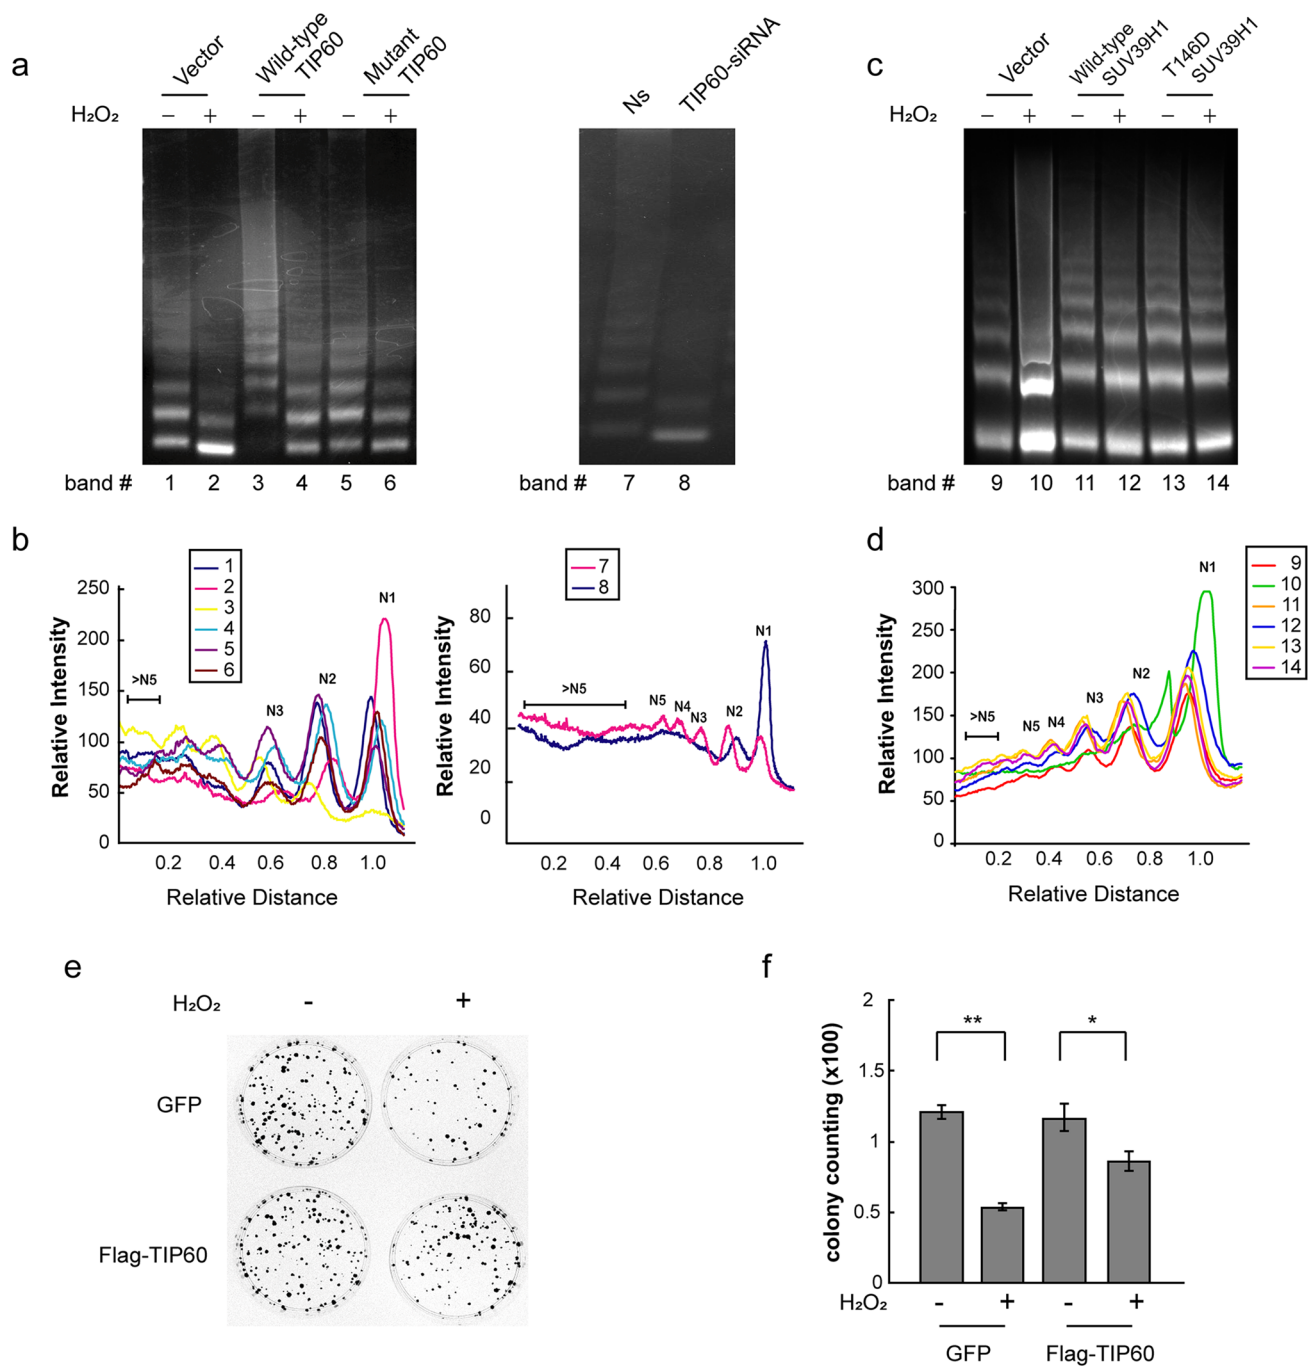 a
Vector
Wild-type
TIP60
Mutant
TIP60
H₂O₂
− + − + − +
band # 1 2 3 4 5 6
Ns
TIP60-siRNA
band # 7 8
c
Vector
Wild-type
SUV39H1
T146D
SUV39H1
H₂O₂
− + − + − +
band # 9 10 11 12 13 14
b
Relative Intensity
250
200
150
100
50
0
1
2
3
4
5
6
>N5
N3
N2
N1
0.2 0.4 0.6 0.8 1.0
Relative Distance
Relative Intensity
80
60
40
20
0
7
8
>N5
N5
N4
N3
N2
N1
0.2 0.4 0.6 0.8 1.0
Relative Distance
d
Relative Intensity
300
250
200
150
100
50
0
>N5
N5
N4
N3
N2
N1
9
10
11
12
13
14
0.2 0.4 0.6 0.8 1.0
Relative Distance
e
H₂O₂ - +
GFP
Flag-TIP60
f
colony counting (x100)
2
1.5
1
0.5
0
**
*
H₂O₂ - + - +
GFP Flag-TIP60